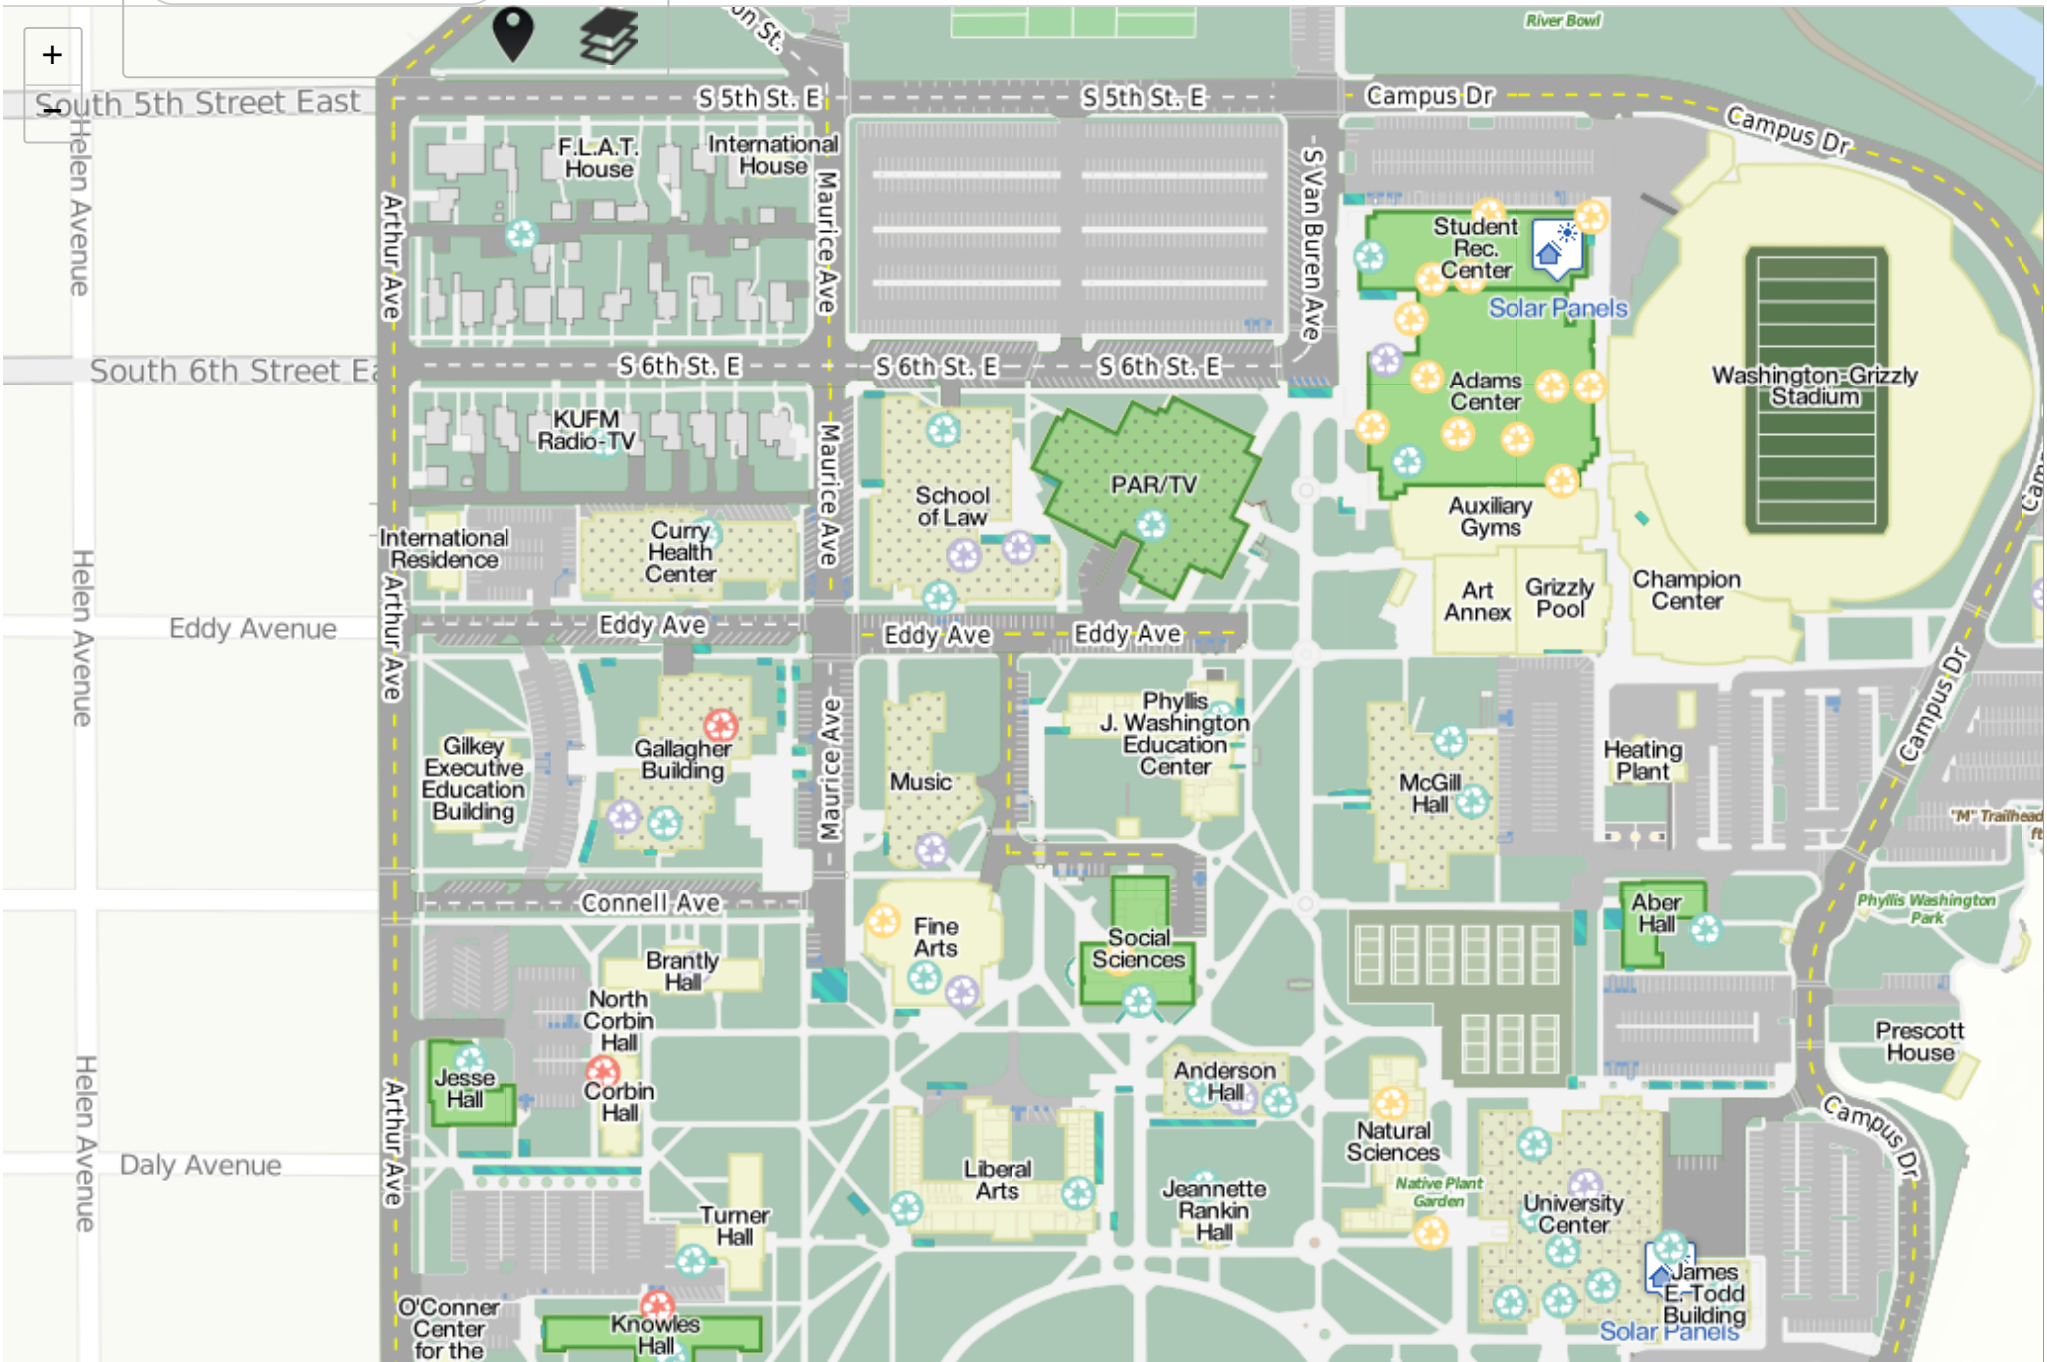 River Bowl
on St.
+
−
South 5th Street East
S 5th St. E
S 5th St. E
Campus Dr
Campus Dr
Helen Avenue
Arthur Ave
F.L.A.T.
House
International
House
Maurice Ave
S Van Buren Ave
Student
Rec.
Center
Solar Panels
Washington-Grizzly
Stadium
South 6th Street Ea
S 6th St. E
S 6th St. E
S 6th St. E
Adams
Center
KUFM
Radio-TV
Maurice Ave
School
of Law
PAR/TV
Auxiliary
Gyms
Camp
International
Residence
Curry
Health
Center
Art
Annex
Grizzly
Pool
Champion
Center
Helen Avenue
Arthur Ave
Eddy Avenue
Eddy Ave
Eddy Ave
Eddy Ave
Campus Dr
Gilkey
Executive
Education
Building
Gallagher
Building
Maurice Ave
Music
Phyllis
J. Washington
Education
Center
McGill
Hall
Heating
Plant
"M" Trailhead
ft
Connell Ave
Fine
Arts
Social
Sciences
Aber
Hall
Phyllis Washington
Park
Brantly
Hall
North
Corbin
Hall
Corbin
Hall
Jesse
Hall
Prescott
House
Helen Avenue
Arthur Ave
Anderson
Hall
Natural
Sciences
Campus Dr
Daly Avenue
Liberal
Arts
Jeannette
Rankin
Hall
Native Plant
Garden
University
Center
Turner
Hall
James
E. Todd
Building
Solar Panels
O'Conner
Center
for the
Knowles
Hall